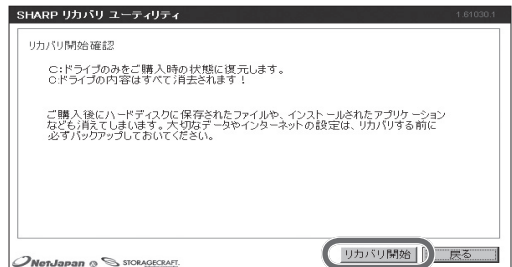 SHARP リカバリ ユーティリティ 1.61030.1
リカバリ開始確認
C:ドライブのみをご購入時の状態に復元します。
C:ドライブの内容はすべて消去されます！
ご購入後にハードディスクに保存されたファイルや、インストールされたアプリケーション
なども消えてしまいます。大切なデータやインターネットの設定は、リカバリする前に
必ずバックアップしておいてください。
リカバリ開始 戻る
NetJapan STORAGECRAFT.